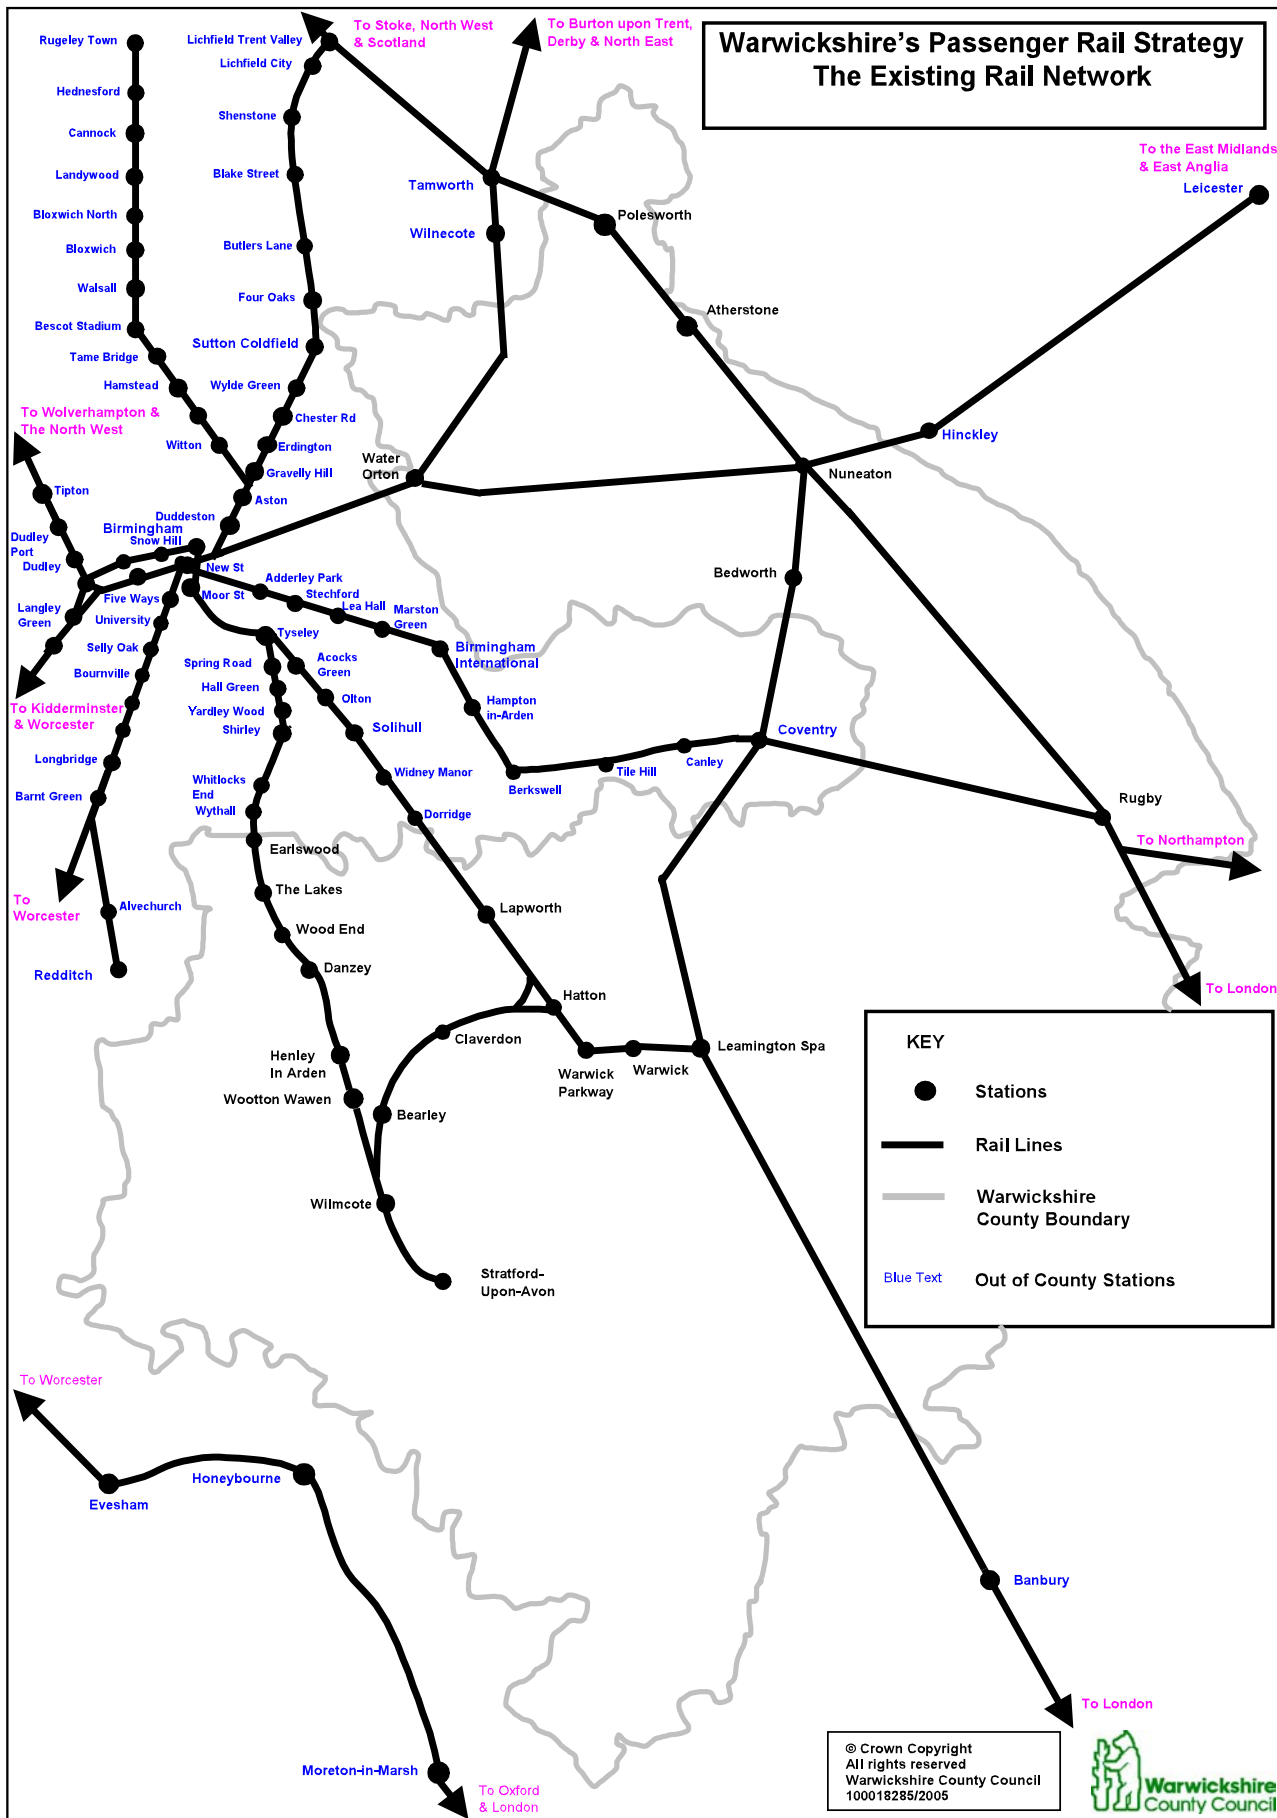 Warwickshire's Passenger Rail Strategy
The Existing Rail Network
To Stoke, North West
& Scotland
To Burton upon Trent,
Derby & North East
To the East Midlands
& East Anglia
Leicester
Rugeley Town
Hednesford
Cannock
Landywood
Bloxwich North
Bloxwich
Walsall
Bescot Stadium
Tame Bridge
Hamstead
Witton
Lichfield Trent Valley
Lichfield City
Shenstone
Blake Street
Butlers Lane
Four Oaks
Sutton Coldfield
Wylde Green
Chester Rd
Erdington
Gravelly Hill
Aston
Duddeston
Tamworth
Wilnecote
Polesworth
Atherstone
Water
Orton
Nuneaton
Hinckley
Bedworth
To Wolverhampton &
The North West
Tipton
Dudley
Port
Dudley
Langley
Green
Birmingham
Snow Hill
New St
Moor St
Five Ways
University
Selly Oak
Bournville
To Kidderminster
& Worcester
Longbridge
Barnt Green
To
Worcester
Alvechurch
Redditch
Adderley Park
Stechford
Lea Hall
Marston
Green
Birmingham
International
Hampton
in-Arden
Berkswell
Tile Hill
Canley
Coventry
Rugby
To Northampton
To London
Tyseley
Spring Road
Hall Green
Yardley Wood
Shirley
Whitlocks
End
Wythall
Earlswood
The Lakes
Wood End
Danzey
Henley
In Arden
Wootton Wawen
Wilmcote
Stratford-
Upon-Avon
Acocks
Green
Olton
Solihull
Widney Manor
Dorridge
Lapworth
Hatton
Claverdon
Bearley
Warwick
Parkway
Warwick
Leamington Spa
KEY
Stations
Rail Lines
Warwickshire
County Boundary
Blue Text
Out of County Stations
To Worcester
Evesham
Honeybourne
Moreton-in-Marsh
To Oxford
& London
Banbury
To London
© Crown Copyright
All rights reserved
Warwickshire County Council
100018285/2005
Warwickshire
County Council